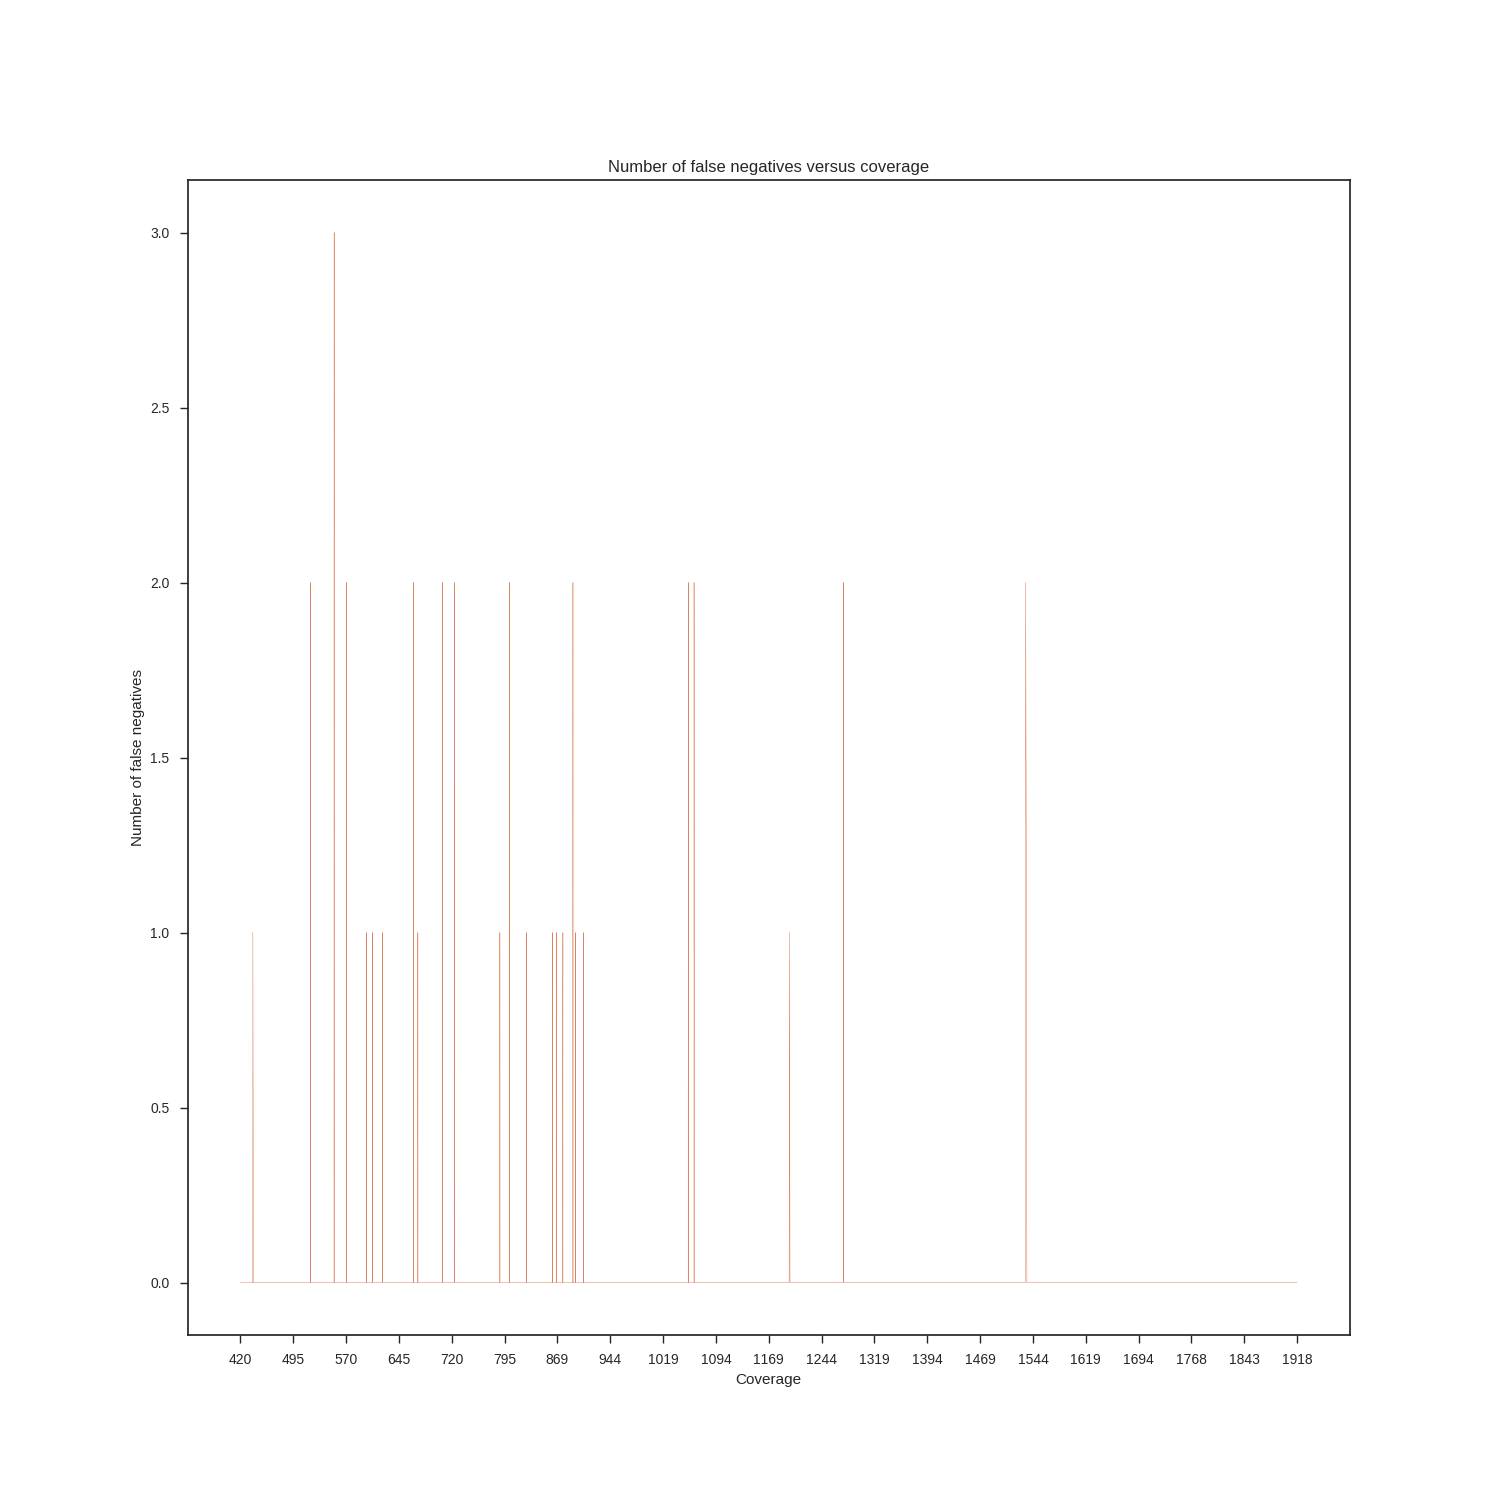 Number of false negatives versus coverage
3.0
2.5
2.0
1.5
1.0
0.5
0.0
Number of false negatives
420 495 570 645 720 795 869 944 1019 1094 1169 1244 1319 1394 1469 1544 1619 1694 1768 1843 1918
Coverage